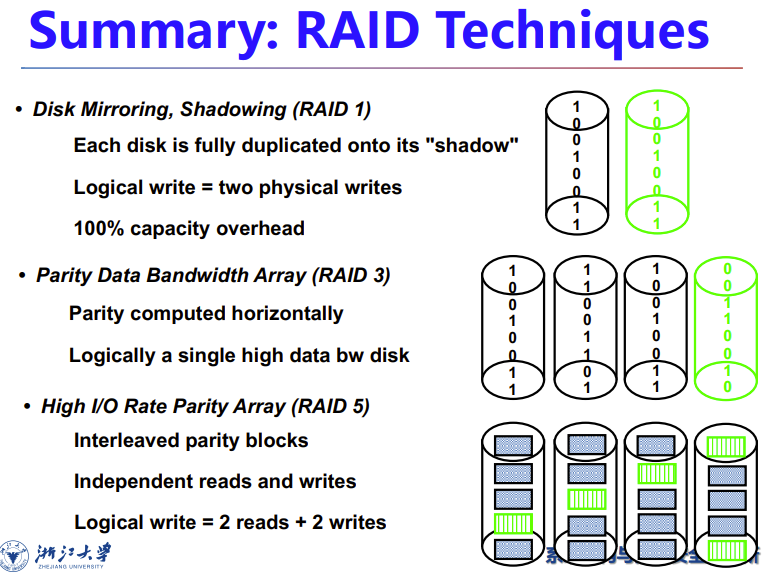 Summary: RAID Techniques
• Disk Mirroring, Shadowing (RAID 1)
Each disk is fully duplicated onto its "shadow"
Logical write = two physical writes
100% capacity overhead
1 1
0 0
0 0
1 1
0 0
0 0
1 1
1 1
• Parity Data Bandwidth Array (RAID 3)
Parity computed horizontally
Logically a single high data bw disk
1 1 1 0
0 1 0 0
0 0 0 1
1 0 1 1
0 1 0 0
0 1 0 0
1 0 1 1
1 1 1 0
• High I/O Rate Parity Array (RAID 5)
Interleaved parity blocks
Independent reads and writes
Logical write = 2 reads + 2 writes
浙江大学
ZHEJIANG UNIVERSITY